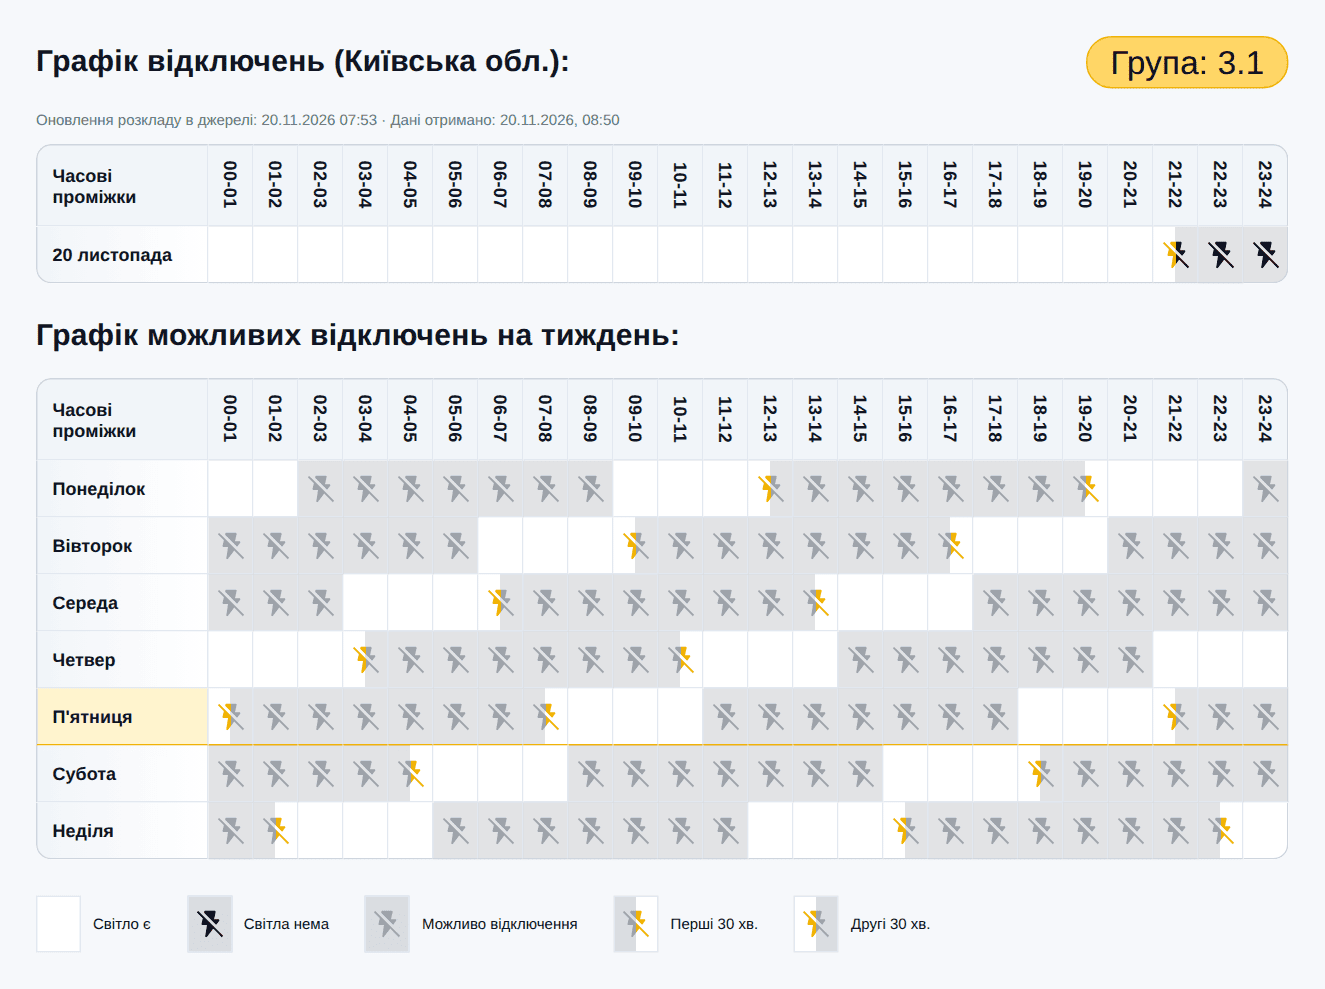 Графік відключень (Київська обл.):
Група: 3.1
Оновлення розкладу в джерелі: 20.11.2026 07:53 · Дані отримано: 20.11.2026, 08:50
Часові проміжки 00-01 01-02 02-03 03-04 04-05 05-06 06-07 07-08 08-09 09-10 10-11 11-12 12-13 13-14 14-15 15-16 16-17 17-18 18-19 19-20 20-21 21-22 22-23 23-24
20 листопада
Графік можливих відключень на тиждень:
Часові проміжки 00-01 01-02 02-03 03-04 04-05 05-06 06-07 07-08 08-09 09-10 10-11 11-12 12-13 13-14 14-15 15-16 16-17 17-18 18-19 19-20 20-21 21-22 22-23 23-24
Понеділок
Вівторок
Середа
Четвер
П'ятниця
Субота
Неділя
Світло є Світла нема Можливо відключення Перші 30 хв. Другі 30 хв.